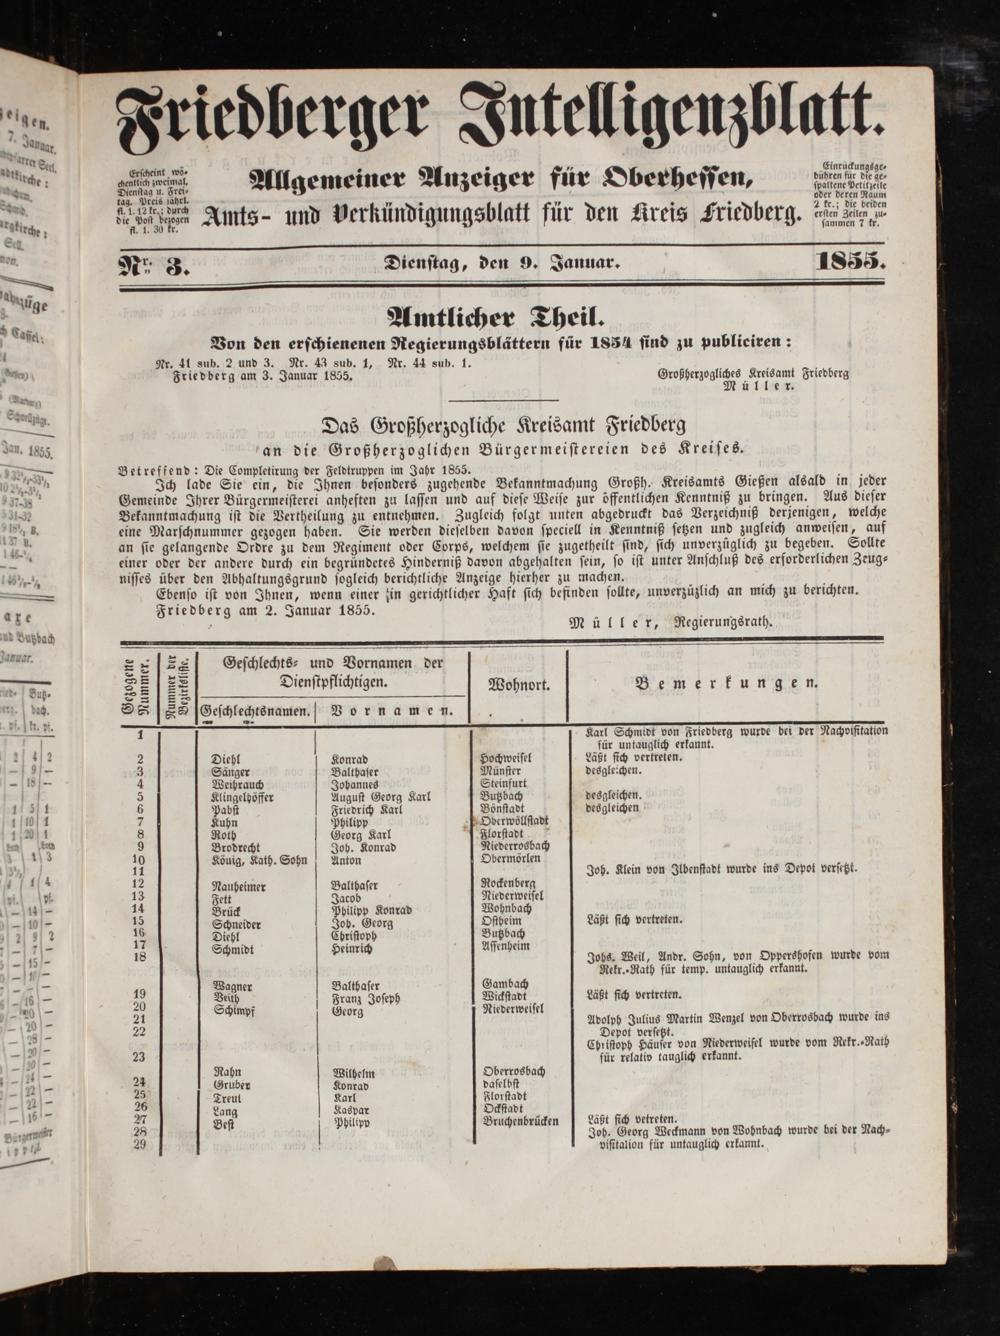 Friedberger Intelligenzblatt.
Erscheint wö-
chentlich zweimal,
Dienstag u. Frei-
tag. Preis jährl.
fl. 1. 12 kr.; durch
die Post bezogen
fl. 1. 30 kr.
Allgemeiner Anzeiger für Oberhessen,
Amts- und Verkündigungsblatt für den Kreis Friedberg.
Einrückungsge-
bühren für die ge-
spaltene Petitzeile
oder deren Raum
2 kr.; die beiden
ersten Zeilen zu-
sammen 7 kr.
Nr. 3. Dienstag, den 9. Januar. 1855.
Amtlicher Theil.
Von den erschienenen Regierungsblättern für 1854 sind zu publiciren:
Nr. 41 sub. 2 und 3. Nr. 43 sub. 1, Nr. 44 sub. 1.
Friedberg am 3. Januar 1855.
Großherzogliches Kreisamt Friedberg
Müller.
Das Großherzogliche Kreisamt Friedberg
an die Großherzoglichen Bürgermeistereien des Kreises.
Betreffend: Die Completirung der Feldtruppen im Jahr 1855.
Ich lade Sie ein, die Ihnen besonders zugehende Bekanntmachung Großh. Kreisamts Gießen alsald in jeder
Gemeinde Ihrer Bürgermeisterei anheften zu lassen und auf diese Weise zur öffentlichen Kenntniß zu bringen. Aus dieser
Bekanntmachung ist die Vertheilung zu entnehmen. Zugleich folgt unten abgedruckt das Verzeichniß derjenigen, welche
eine Marschnummer gezogen haben. Sie werden dieselben davon speciell in Kenntniß setzen und zugleich anweisen, auf
an sie gelangende Ordre zu dem Regiment oder Corps, welchem sie zugetheilt sind, sich unverzüglich zu begeben. Sollte
einer oder der andere durch ein begründetes Hinderniß davon abgehalten sein, so ist unter Anschluß des erforderlichen Zeug-
nisses über den Abhaltungsgrund sogleich berichtliche Anzeige hierher zu machen.
Ebenso ist von Ihnen, wenn einer in gerichtlicher Haft sich befinden sollte, unverzüzlich an mich zu berichten.
Friedberg am 2. Januar 1855.
Müller, Regierungsrath.
Gezogene Nummer. Nummer der Bezirksliste. Geschlechts- und Vornamen der Dienstpflichtigen. Wohnort. Bemerkungen.
Geschlechtsnamen. Vornamen.
1 Karl Schmidt von Friedberg wurde bei der Nachvisitation
für untauglich erkannt.
2 Diehl Konrad Hochweisel Läßt sich vertreten.
3 Sänger Balthaser Münster desgleichen.
4 Weihrauch Johannes Steinfurt
5 Klingelhöffer August Georg Karl Butzbach desgleichen.
6 Pabst Friedrich Karl Bönstadt desgleichen
7 Kuhn Philipp Oberwöllstadt
8 Roth Georg Karl Florstadt
9 Brodrecht Joh. Konrad Niederrosbach
10 König, Kath. Sohn Anton Obermörlen
11 Joh. Klein von Ilbenstadt wurde ins Depot versetzt.
12 Nauheimer Balthaser Rockenberg
13 Fett Jacob Niederweisel
14 Brück Philipp Konrad Wohnbach
15 Schneider Joh. Georg Ostheim Läßt sich vertreten.
16 Diehl Christoph Butzbach
17 Schmidt Heinrich Assenheim
18 Johs. Weil, Andr. Sohn, von Oppershofen wurde vom
Rekr.-Rath für temp. untauglich erkannt.
Wagner Balthaser Gambach
19 Veith Franz Joseph Wickstadt Läßt sich vertreten.
20 Schimpf Georg Niederweisel
21 Adolph Julius Martin Wenzel von Oberrosbach wurde ins
22 Depot versetzt.
Christoph Häuser von Niederweisel wurde vom Rekr.-Rath
23 für relativ tauglich erkannt.
Rahn Wilhelm Oberrosbach
24 Gruber Konrad daselbst
25 Treut Karl Florstadt
26 Lang Kaspar Ockstadt
27 Best Philipp Bruchenbrücken Läßt sich vetreten.
28 Joh. Georg Weckmann von Wohnbach wurde bei der Nach-
29 visitation für untauglich erkannt.